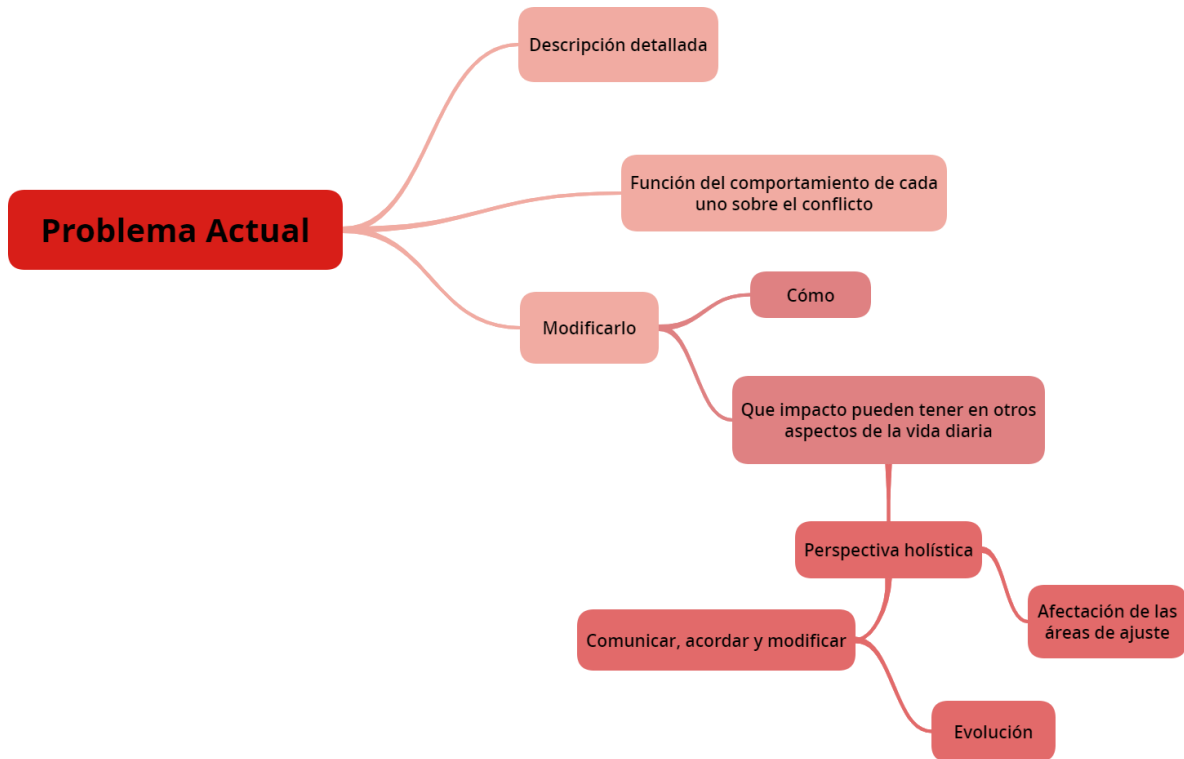 Descripción detallada
Función del comportamiento de cada
uno sobre el conflicto
Problema Actual
Cómo
Modificarlo
Que impacto pueden tener en otros
aspectos de la vida diaria
Perspectiva holística
Afectación de las
áreas de ajuste
Comunicar, acordar y modificar
Evolución